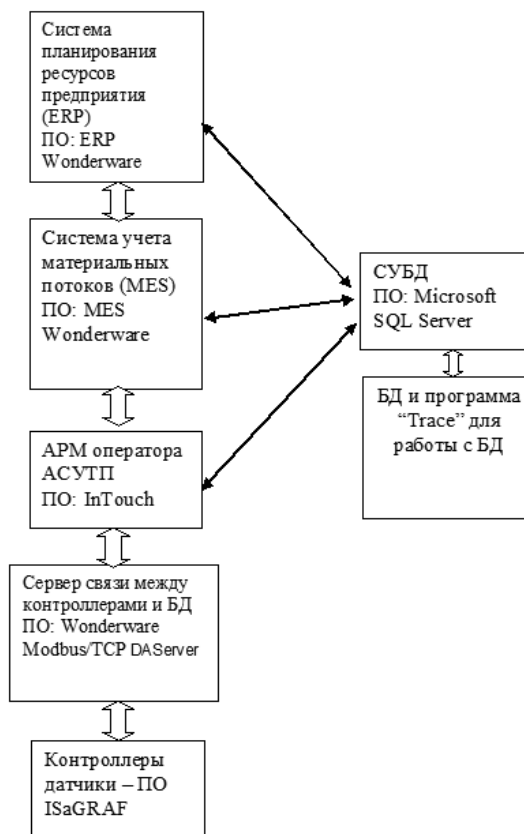 Система
планирования
ресурсов
предприятия
(ERP)
ПО: ERP
Wonderware
Система учета
материальных
потоков (MES)
ПО: MES
Wonderware
АРМ оператора
АСУТП
ПО: InTouch
Сервер связи между
контроллерами и БД
ПО: Wonderware
Modbus/TCP DAServer
Контроллеры
датчики – ПО
ISaGRAF
СУБД
ПО: Microsoft
SQL Server
БД и программа
“Trace” для
работы с БД